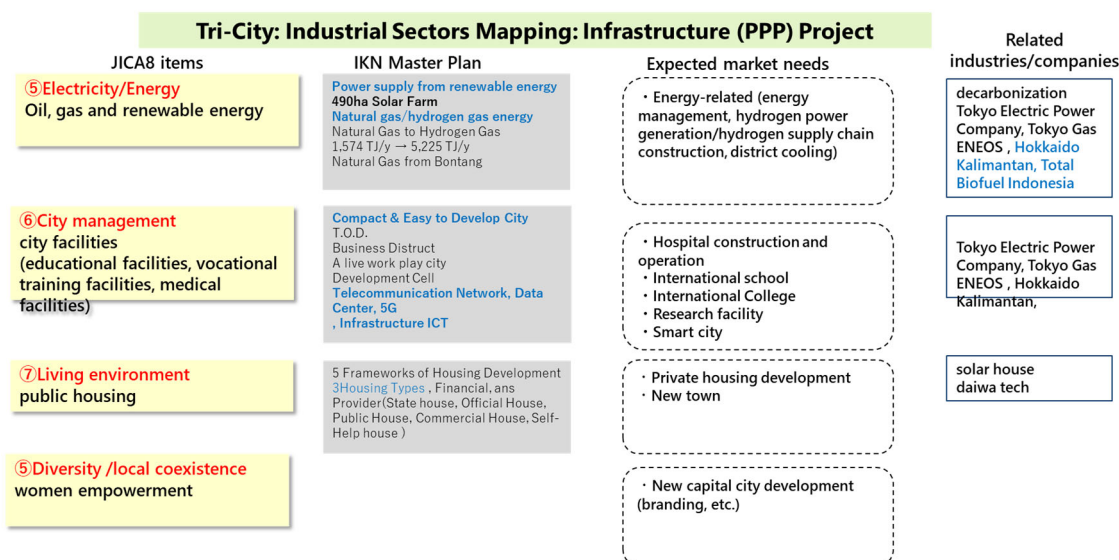 Tri-City: Industrial Sectors Mapping: Infrastructure (PPP) Project
JICA8 items
IKN Master Plan
Expected market needs
Related
industries/companies
⑤Electricity/Energy
Oil, gas and renewable energy
Power supply from renewable energy
490ha Solar Farm
Natural gas/hydrogen gas energy
Natural Gas to Hydrogen Gas
1,574 TJ/y → 5,225 TJ/y
Natural Gas from Bontang
・Energy-related (energy
management, hydrogen power
generation/hydrogen supply chain
construction, district cooling)
decarbonization
Tokyo Electric Power
Company, Tokyo Gas
ENEOS , Hokkaido
Kalimantan, Total
Biofuel Indonesia
⑥City management
city facilities
(educational facilities, vocational
training facilities, medical
facilities)
Compact & Easy to Develop City
T.O.D.
Business Distruct
A live work play city
Development Cell
Telecommunication Network, Data
Center, 5G
, Infrastructure ICT
・Hospital construction and
operation
・International school
・International College
・Research facility
・Smart city
Tokyo Electric Power
Company, Tokyo Gas
ENEOS , Hokkaido
Kalimantan,
⑦Living environment
public housing
5 Frameworks of Housing Development
3Housing Types , Financial, ans
Provider(State house, Official House,
Public House, Commercial House, Self-
Help house )
・Private housing development
・New town
solar house
daiwa tech
⑤Diversity /local coexistence
women empowerment
・New capital city development
(branding, etc.)